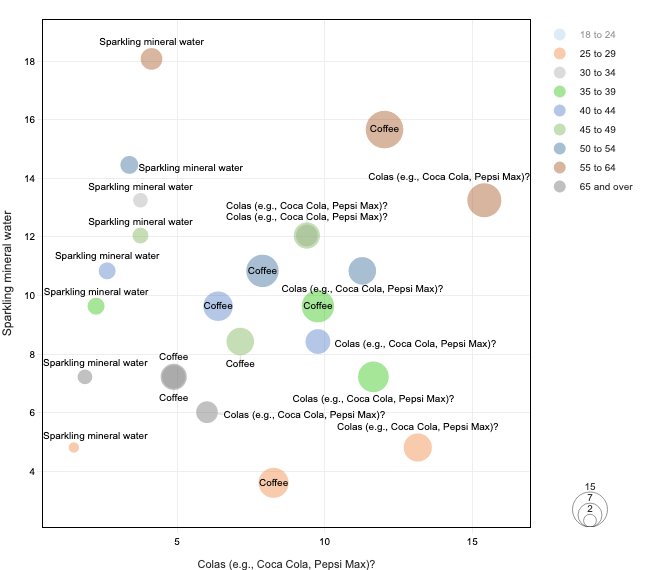 Sparkling mineral water
18 to 24
25 to 29
30 to 34
35 to 39
40 to 44
45 to 49
50 to 54
55 to 64
65 and over
18
16
14
12
10
8
6
4
Sparkling mineral water
Coffee
Sparkling mineral water
Colas (e.g., Coca Cola, Pepsi Max)?
Sparkling mineral water
Colas (e.g., Coca Cola, Pepsi Max)?
Colas (e.g., Coca Cola, Pepsi Max)?
Sparkling mineral water
Sparkling mineral water
Coffee
Colas (e.g., Coca Cola, Pepsi Max)?
Sparkling mineral water
Coffee
Coffee
Colas (e.g., Coca Cola, Pepsi Max)?
Coffee
Sparkling mineral water
Coffee
Coffee
Colas (e.g., Coca Cola, Pepsi Max)?
Colas (e.g., Coca Cola, Pepsi Max)?
Colas (e.g., Coca Cola, Pepsi Max)?
Sparkling mineral water
Coffee
15
7
2
5
10
15
Colas (e.g., Coca Cola, Pepsi Max)?